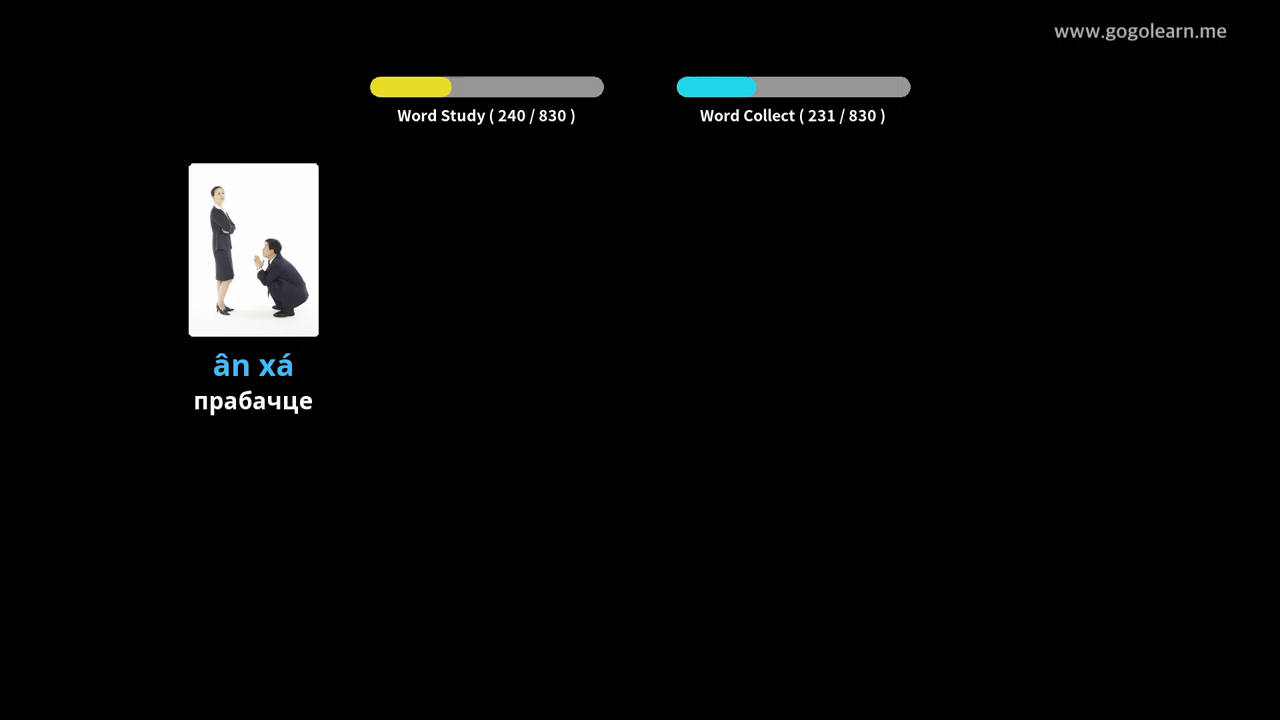 www.gogolearn.me
Word Study ( 240 / 830 )
Word Collect ( 231 / 830 )
ân xá
прабачце